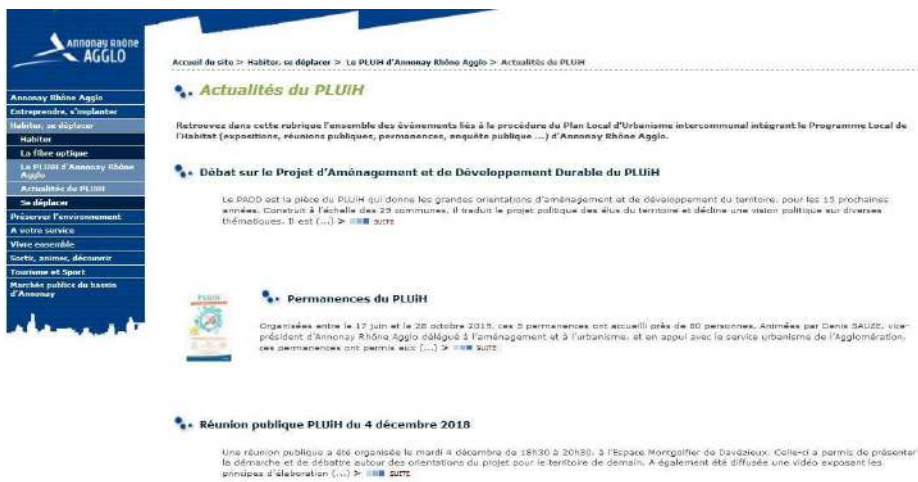 ANNONAY RHÔNE
AGGLO
Accueil du site > Habiter, se déplacer > Le PLUiH d'Annonay Rhône Agglo > Actualités du PLUiH
Annonay Rhône Agglo
Entreprendre, s'implanter
Habiter, se déplacer
Habiter
La fibre optique
Le PLUiH d'Annonay Rhône
Agglo
Actualités du PLUiH
Se déplacer
Préserver l'environnement
A votre service
Vivre ensemble
Sortir, animer, découvrir
Tourisme et Sport
Marchés publics du bassin
d'Annonay
Actualités du PLUiH
Retrouvez dans cette rubrique l'ensemble des évènements liés à la procédure du Plan Local d'Urbanisme intercommunal intégrant le Programme Local de
l'Habitat (expositions, réunions publiques, permanences, enquête publique ...) d'Annonay Rhône Agglo.
Débat sur le Projet d'Aménagement et de Développement Durable du PLUiH
Le PADD est la pièce du PLUiH qui donne les grandes orientations d'aménagement et de développement du territoire, pour les 15 prochaines
années. Construit à l'échelle des 29 communes, il traduit le projet politique des élus du territoire et décline une vision politique sur diverses
thématiques. Il est (...) > SUITE
PLUiH
Permanences du PLUiH
Organisées entre le 17 juin et le 28 octobre 2019, ces 5 permanences ont accueilli près de 80 personnes. Animées par Denis SAUZE, vice-
président d'Annonay Rhône Agglo délégué à l'aménagement et à l'urbanisme, et en appui avec le service urbanisme de l'Agglomération,
ces permanences ont permis aux (...) > SUITE
Réunion publique PLUiH du 4 décembre 2018
Une réunion publique a été organisée le mardi 4 décembre de 18h30 à 20h30, à l'Espace Montgolfier de Davézieux. Celle-ci a permis de présenter
la démarche et de débattre autour des orientations du projet pour le territoire de demain. A également été diffusée une vidéo exposant les
principes d'élaboration (...) > SUITE